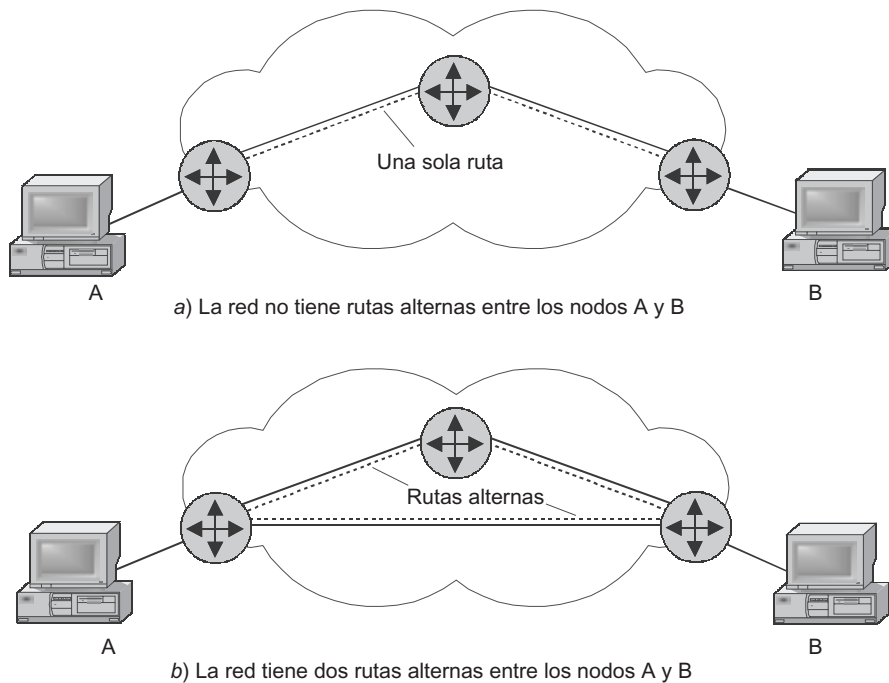 Una sola ruta
A
B
a) La red no tiene rutas alternas entre los nodos A y B
Rutas alternas
A
B
b) La red tiene dos rutas alternas entre los nodos A y B